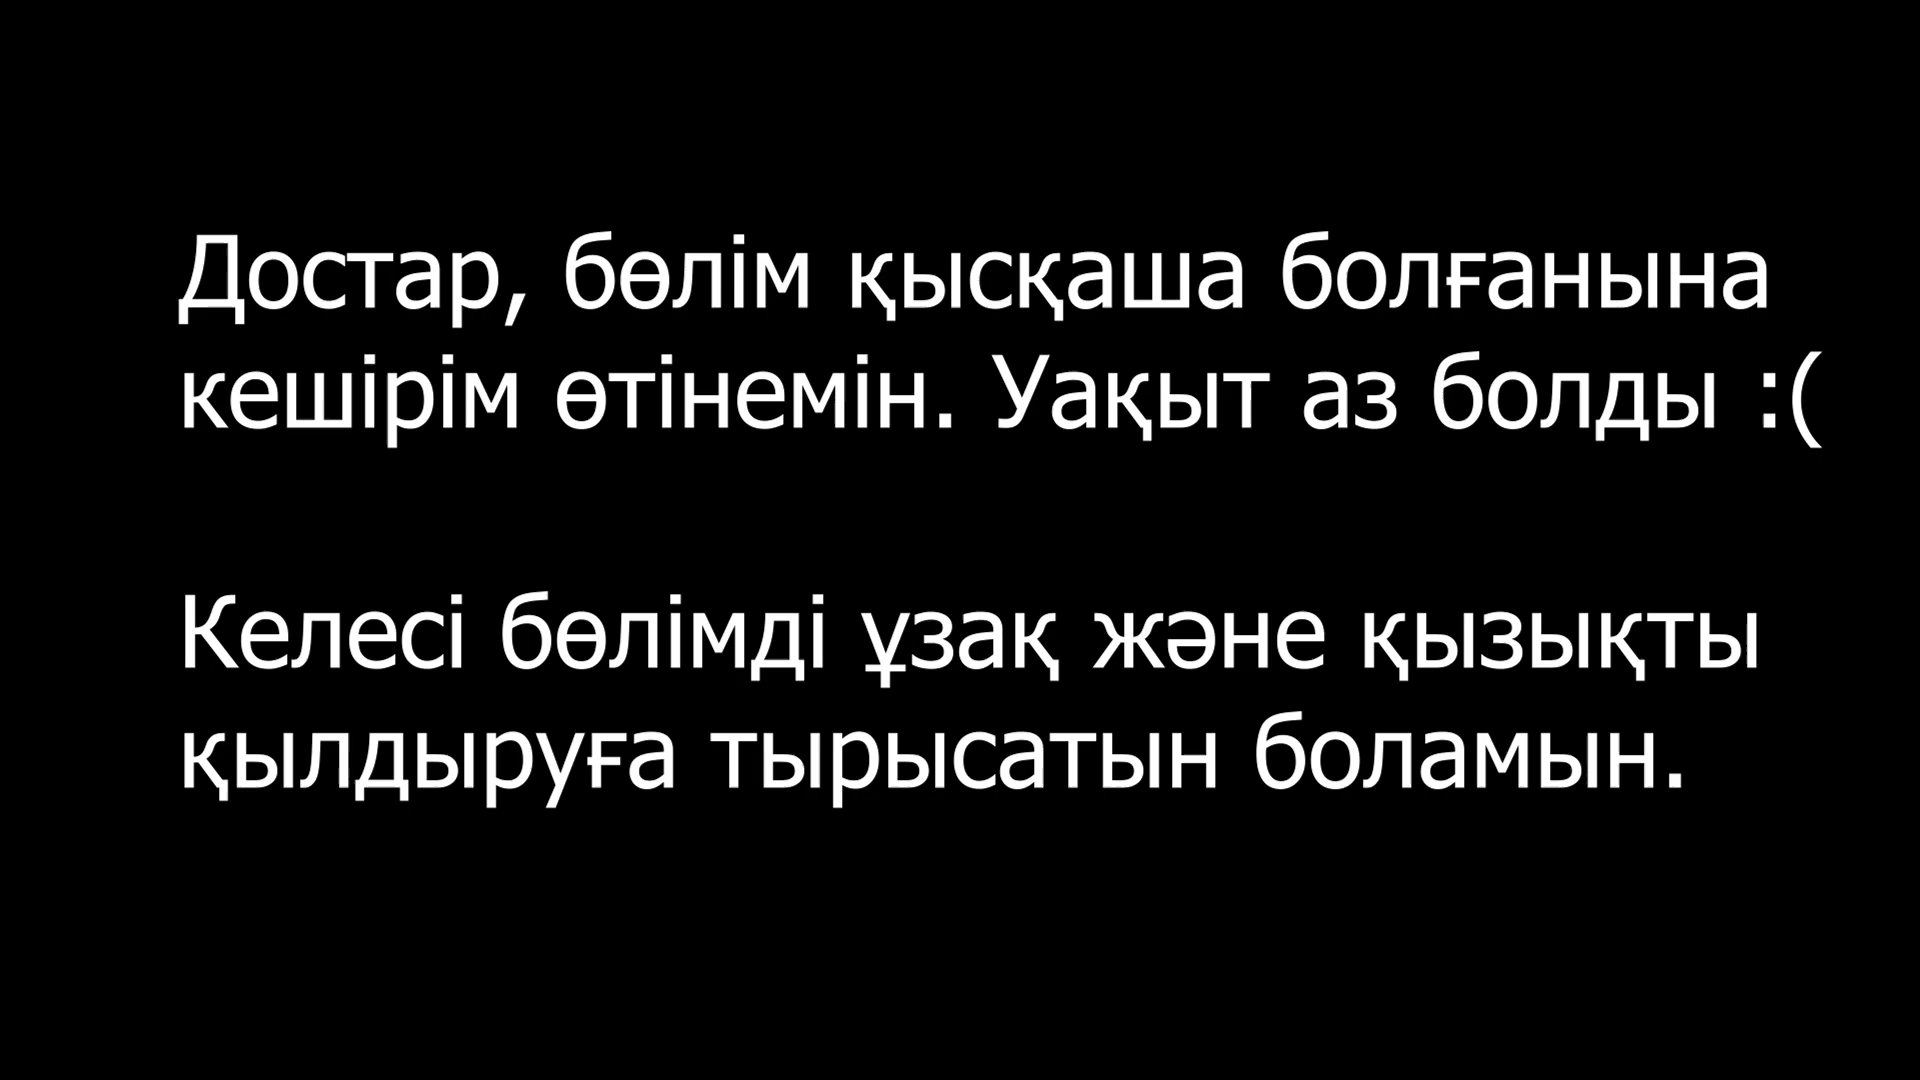 Достар, бөлім қысқаша болғанына
кешірім өтінемін. Уақыт аз болды :(
Келесі бөлімді ұзақ және қызықты
қылдыруға тырысатын боламын.